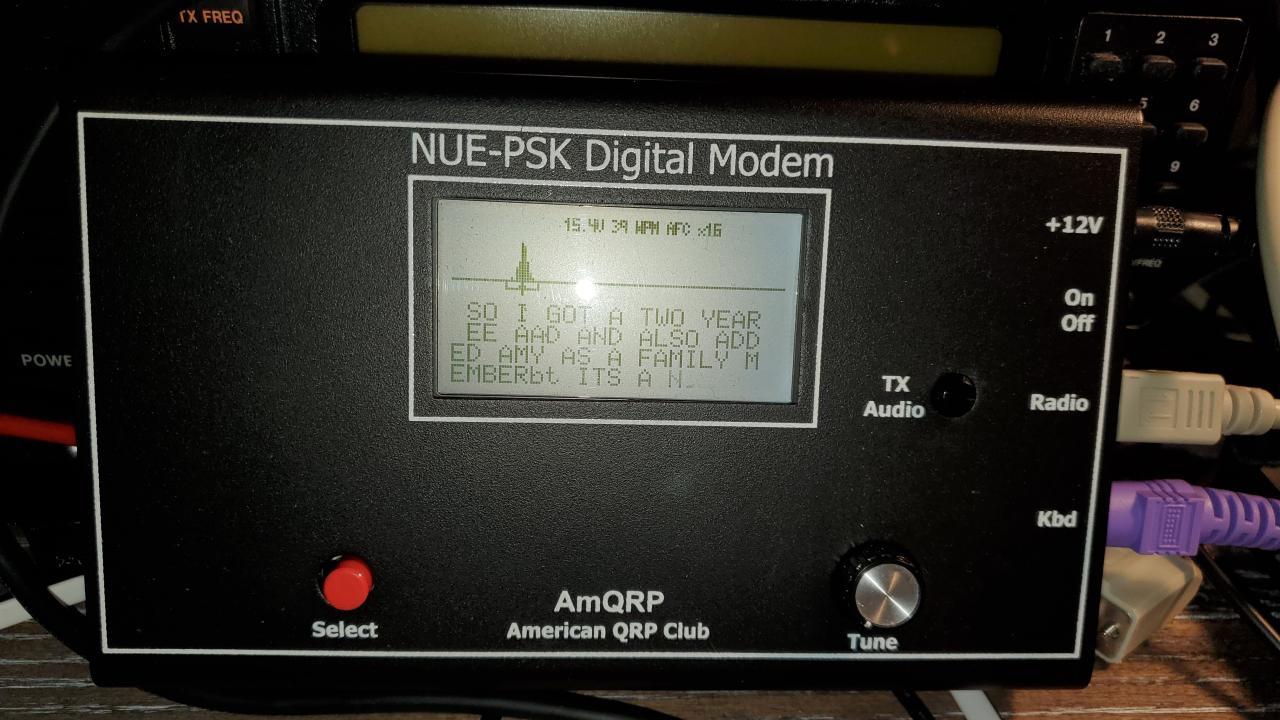 TX FREQ
1 2 3
5 6
9
NUE-PSK Digital Modem
15.4V 39 WPM AFC x16
SO I GOT A TWO YEAR
EE AAD AND ALSO ADD
ED AMY AS A FAMILY M
EMBERbt ITS A N_
+12V
On
Off
POWE
TX
Audio
Radio
Kbd
Select
AmQRP
American QRP Club
Tune